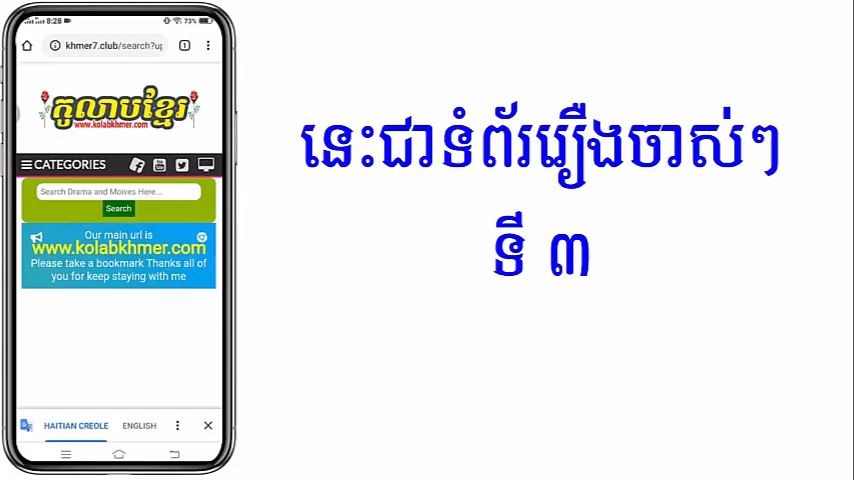 8:28
73%
khmer7.club/search?up
1
កូលាបខ្មែរ
www.kolabkhmer.com
CATEGORIES
Search Drama and Moives Here...
Search
Our main url is
www.kolabkhmer.com
Please take a bookmark Thanks all of
you for keep staying with me
HAITIAN CREOLE ENGLISH
នេះជាទំព័ររឿងចាស់ៗ
ទី ៣